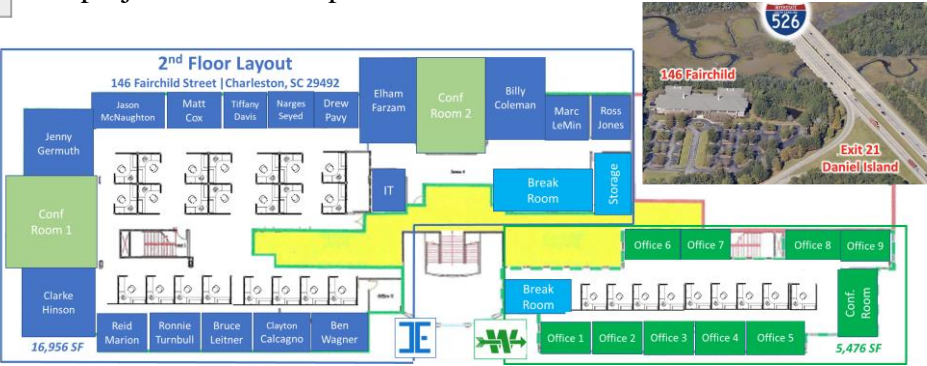 2nd Floor Layout
146 Fairchild Street |Charleston, SC 29492
Jason
McNaughton
Matt
Cox
Tiffany
Davis
Narges
Seyed
Drew
Pavy
Elham
Farzam
Conf
Room 2
Billy
Coleman
Marc
LeMin
Ross
Jones
Jenny
Germuth
Conf
Room 1
Clarke
Hinson
16,956 SF
IT
Break
Room
Storage
Reid
Marion
Ronnie
Turnbull
Bruce
Leitner
Clayton
Calcagno
Ben
Wagner
Office 6
Office 7
Office 8
Office 9
Break
Room
Conf.
Room
Office 1
Office 2
Office 3
Office 4
Office 5
5,476 SF
INTERSTATE
526
146 Fairchild
Exit 21
Daniel Island